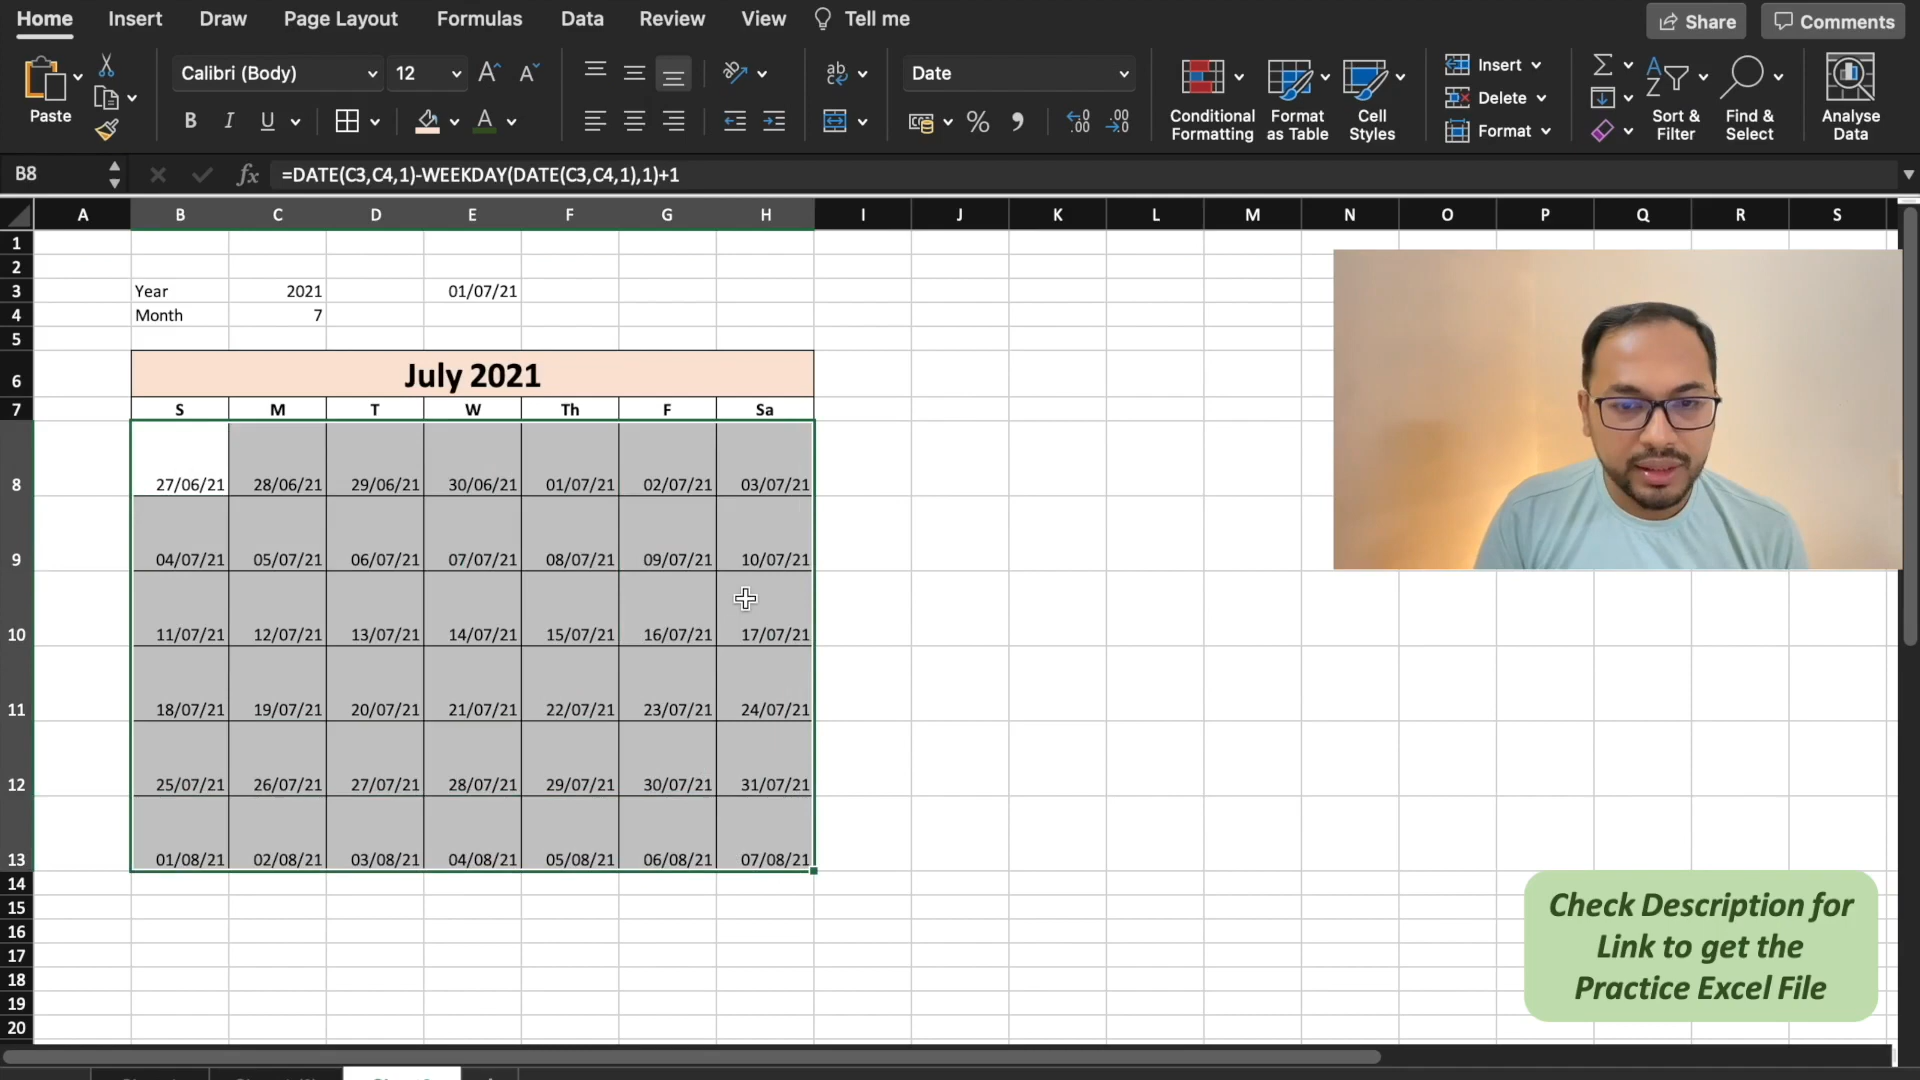 Home Insert Draw Page Layout Formulas Data Review View Tell me Share Comments
Calibri (Body) 12 Date Insert
Delete
Format
Paste B I U Conditional Formatting Format as Table Cell Styles Sort & Filter Find & Select Analyse Data
B8 fx =DATE(C3,C4,1)-WEEKDAY(DATE(C3,C4,1),1)+1
A B C D E F G H I J K L M N O P Q R S
1
2
3 Year 2021 01/07/21
4 Month 7
5
6 July 2021
7 S M T W Th F Sa
8 27/06/21 28/06/21 29/06/21 30/06/21 01/07/21 02/07/21 03/07/21
9 04/07/21 05/07/21 06/07/21 07/07/21 08/07/21 09/07/21 10/07/21
10 11/07/21 12/07/21 13/07/21 14/07/21 15/07/21 16/07/21 17/07/21
11 18/07/21 19/07/21 20/07/21 21/07/21 22/07/21 23/07/21 24/07/21
12 25/07/21 26/07/21 27/07/21 28/07/21 29/07/21 30/07/21 31/07/21
13 01/08/21 02/08/21 03/08/21 04/08/21 05/08/21 06/08/21 07/08/21
14
15
16
17
18
19
20
Check Description for
Link to get the
Practice Excel File